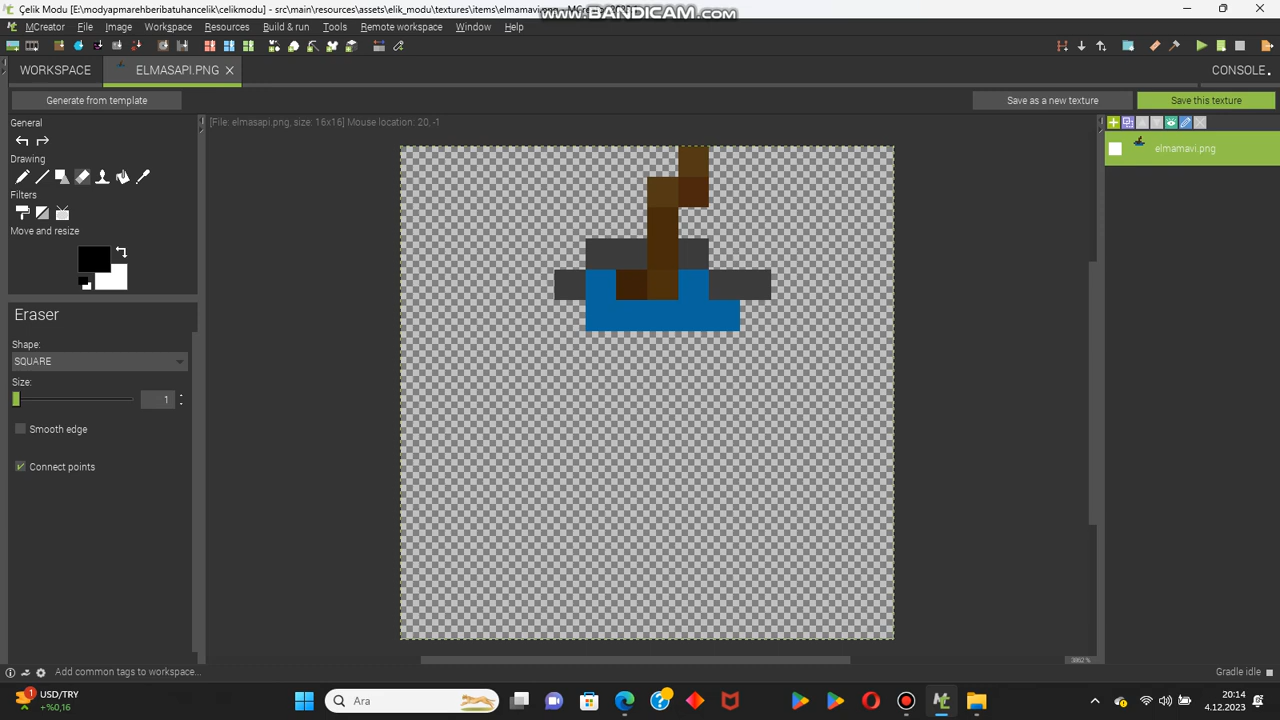 Çelik Modu [E:\modyapmarehberibatuhancelik\celikmodu] - src\main\resources\assets\elik_modu\textures\items\elmamavi.png - MCreator
www.BANDICAM.com
MCreator File Image Workspace Resources Build & run Tools Remote workspace Window Help
WORKSPACE ELMASAPI.PNG CONSOLE
Generate from template Save as a new texture Save this texture
General [File: elmasapi.png, size: 16x16] Mouse location: 20, -1
elmamavi.png
Drawing
Filters
Move and resize
Eraser
Shape:
SQUARE
Size:
1
Smooth edge
Connect points
3862 %
Add common tags to workspace... Gradle idle
1 USD/TRY
+%0,16
Ara
20:14
4.12.2023